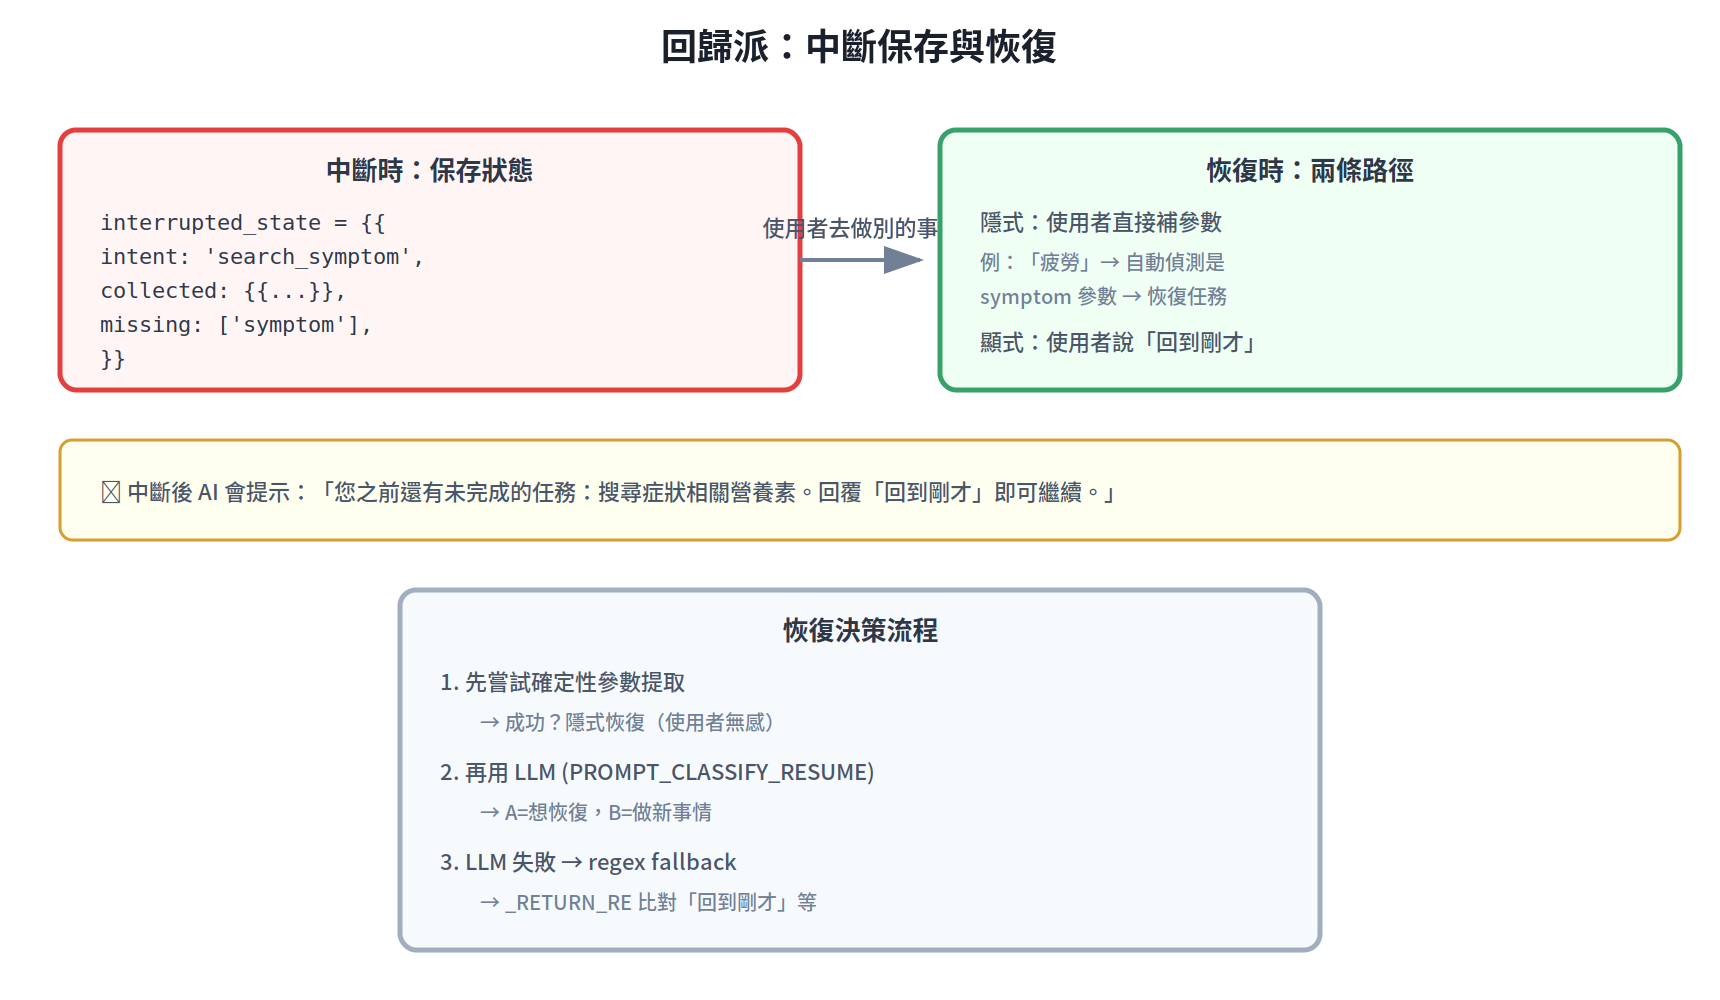 回歸派：中斷保存與恢復
中斷時：保存狀態
interrupted_state = {{
intent: 'search_symptom',
collected: {{...}},
missing: ['symptom'],
}}
使用者去做別的事
恢復時：兩條路徑
隱式：使用者直接補參數
例：「疲勞」→ 自動偵測是
symptom 參數 → 恢復任務
顯式：使用者說「回到剛才」
中斷後 AI 會提示：「您之前還有未完成的任務：搜尋症狀相關營養素。回覆「回到剛才」即可繼續。」
恢復決策流程
1. 先嘗試確定性參數提取
→ 成功？隱式恢復（使用者無感）
2. 再用 LLM (PROMPT_CLASSIFY_RESUME)
→ A=想恢復，B=做新事情
3. LLM 失敗 → regex fallback
→ _RETURN_RE 比對「回到剛才」等